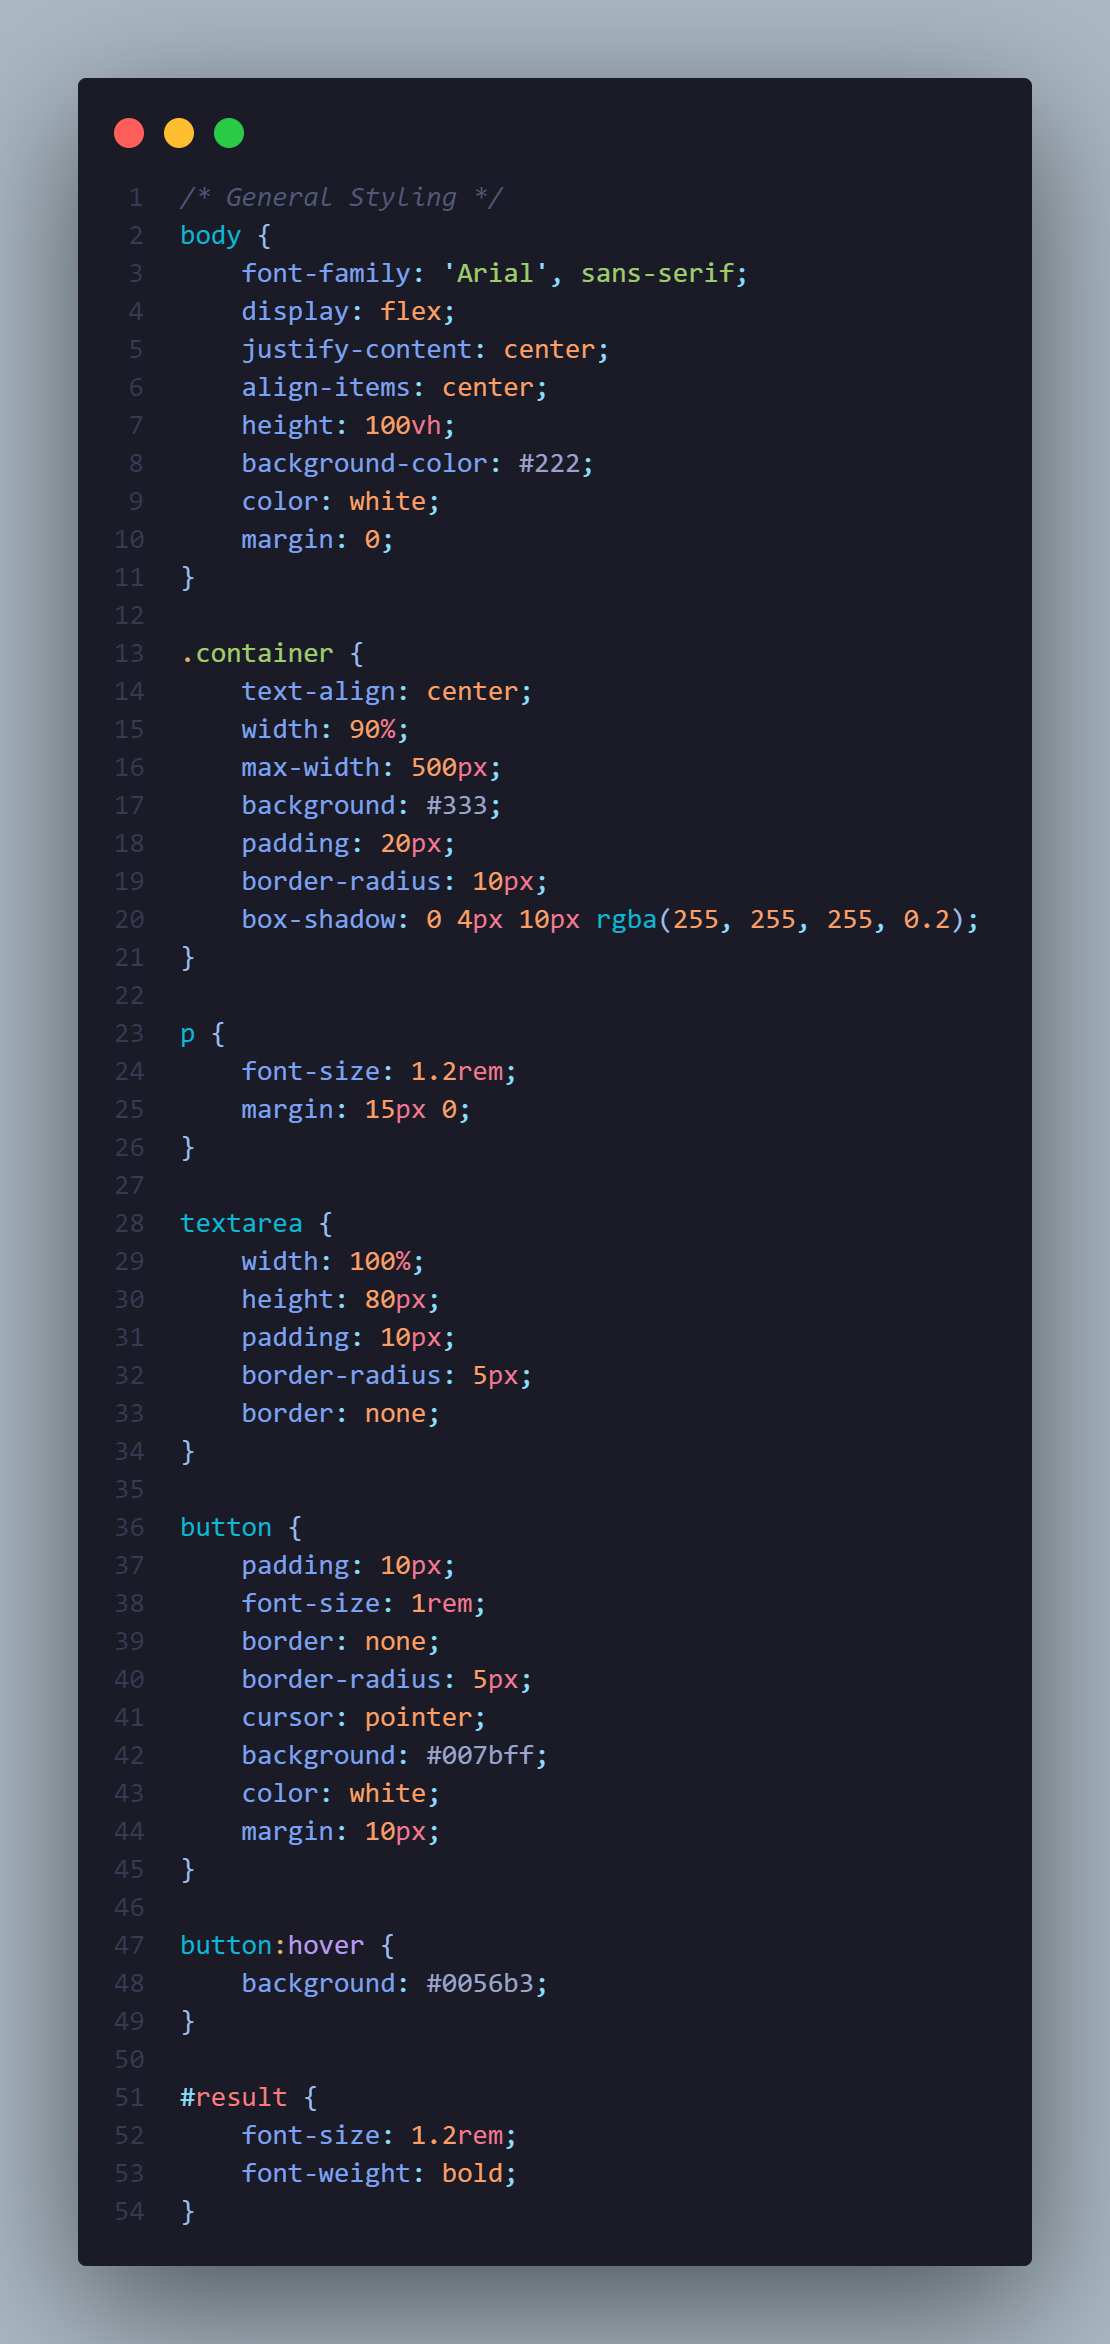 1 /* General Styling */
2 body {
3     font-family: 'Arial', sans-serif;
4     display: flex;
5     justify-content: center;
6     align-items: center;
7     height: 100vh;
8     background-color: #222;
9     color: white;
10     margin: 0;
11 }
12
13 .container {
14     text-align: center;
15     width: 90%;
16     max-width: 500px;
17     background: #333;
18     padding: 20px;
19     border-radius: 10px;
20     box-shadow: 0 4px 10px rgba(255, 255, 255, 0.2);
21 }
22
23 p {
24     font-size: 1.2rem;
25     margin: 15px 0;
26 }
27
28 textarea {
29     width: 100%;
30     height: 80px;
31     padding: 10px;
32     border-radius: 5px;
33     border: none;
34 }
35
36 button {
37     padding: 10px;
38     font-size: 1rem;
39     border: none;
40     border-radius: 5px;
41     cursor: pointer;
42     background: #007bff;
43     color: white;
44     margin: 10px;
45 }
46
47 button:hover {
48     background: #0056b3;
49 }
50
51 #result {
52     font-size: 1.2rem;
53     font-weight: bold;
54 }